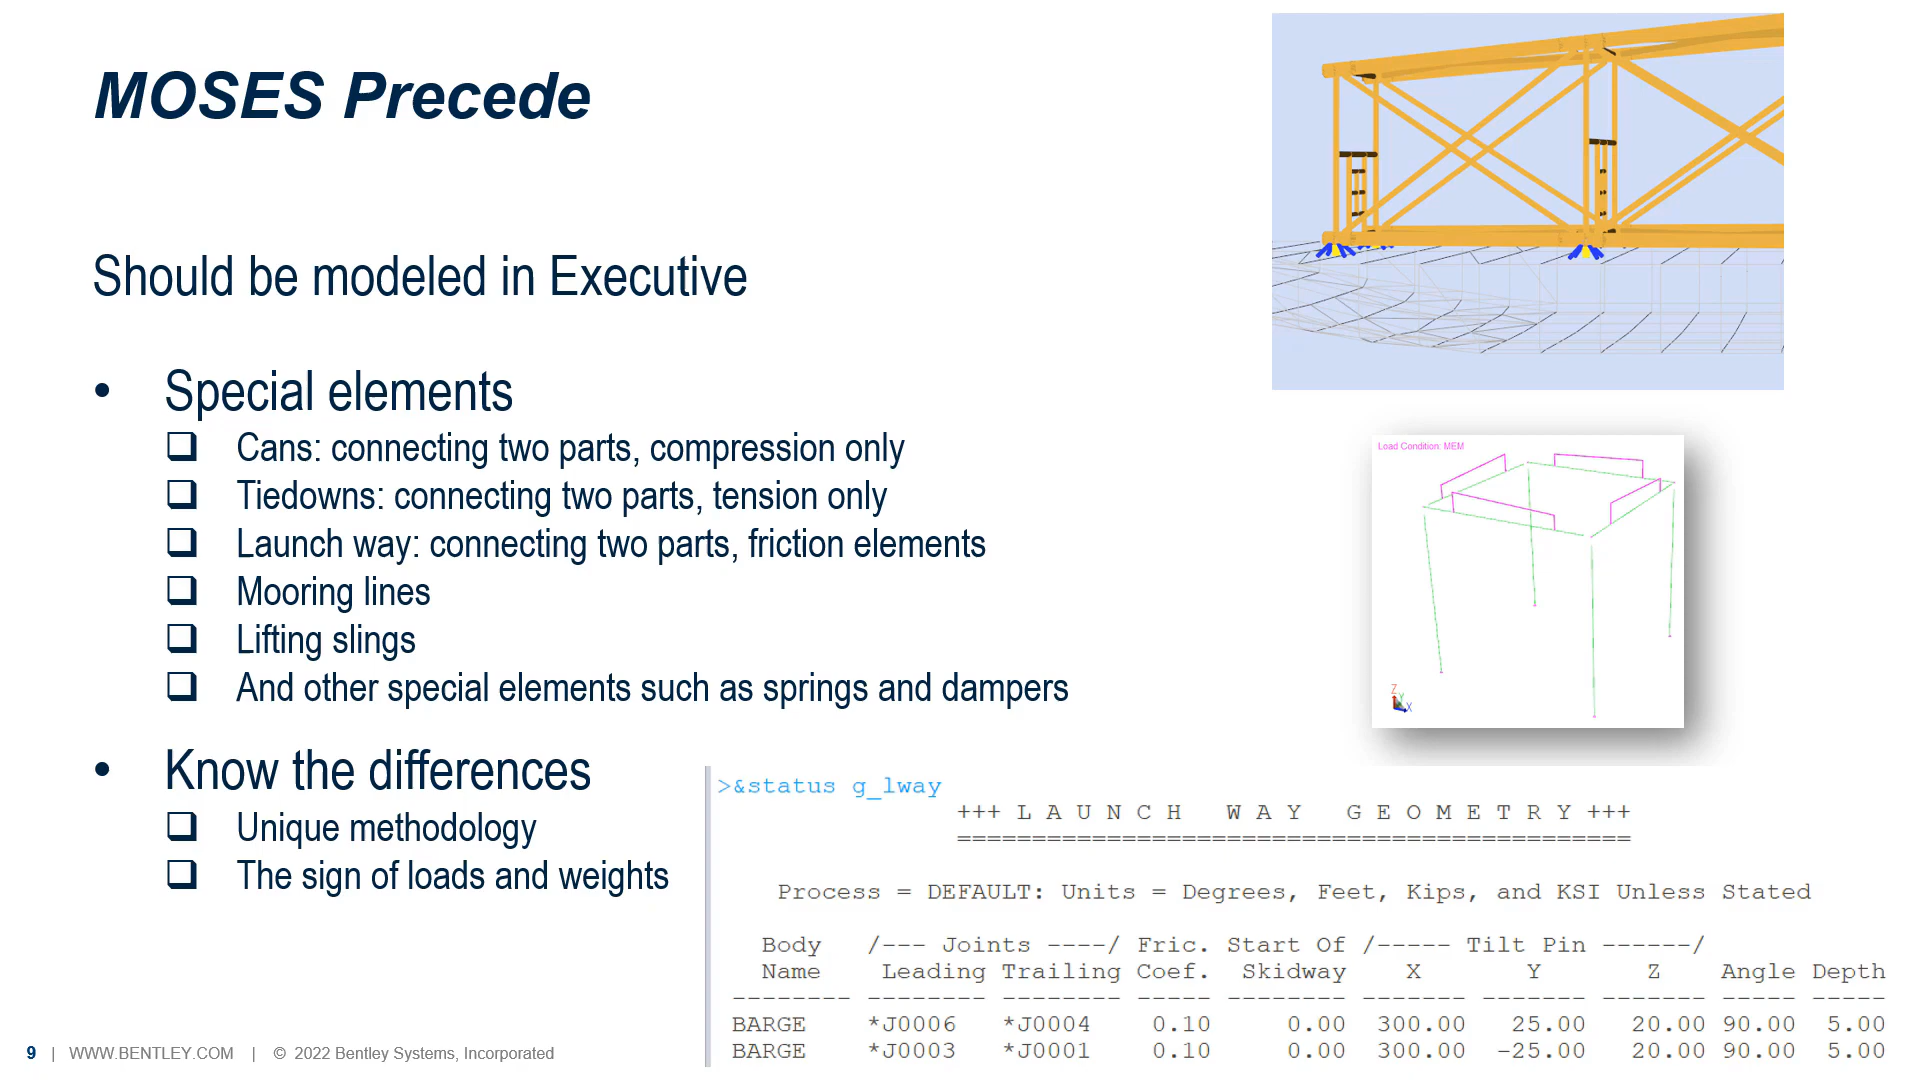 MOSES Precede
Should be modeled in Executive
• Special elements
❑ Cans: connecting two parts, compression only
❑ Tiedowns: connecting two parts, tension only
❑ Launch way: connecting two parts, friction elements
❑ Mooring lines
❑ Lifting slings
❑ And other special elements such as springs and dampers
• Know the differences
❑ Unique methodology
❑ The sign of loads and weights
Load Condition: MEM
Z
Y
X
>&status g_lway
+++ L A U N C H   W A Y   G E O M E T R Y +++
=============================================
Process = DEFAULT: Units = Degrees, Feet, Kips, and KSI Unless Stated
Body /--- Joints ----/ Fric. Start Of /----- Tilt Pin ------/
Name Leading Trailing Coef. Skidway X Y Z Angle Depth
-------- -------- -------- ----- -------- ------- ------- ------- ----- -----
BARGE *J0006 *J0004 0.10 0.00 300.00 25.00 20.00 90.00 5.00
BARGE *J0003 *J0001 0.10 0.00 300.00 -25.00 20.00 90.00 5.00
9 | WWW.BENTLEY.COM | © 2022 Bentley Systems, Incorporated